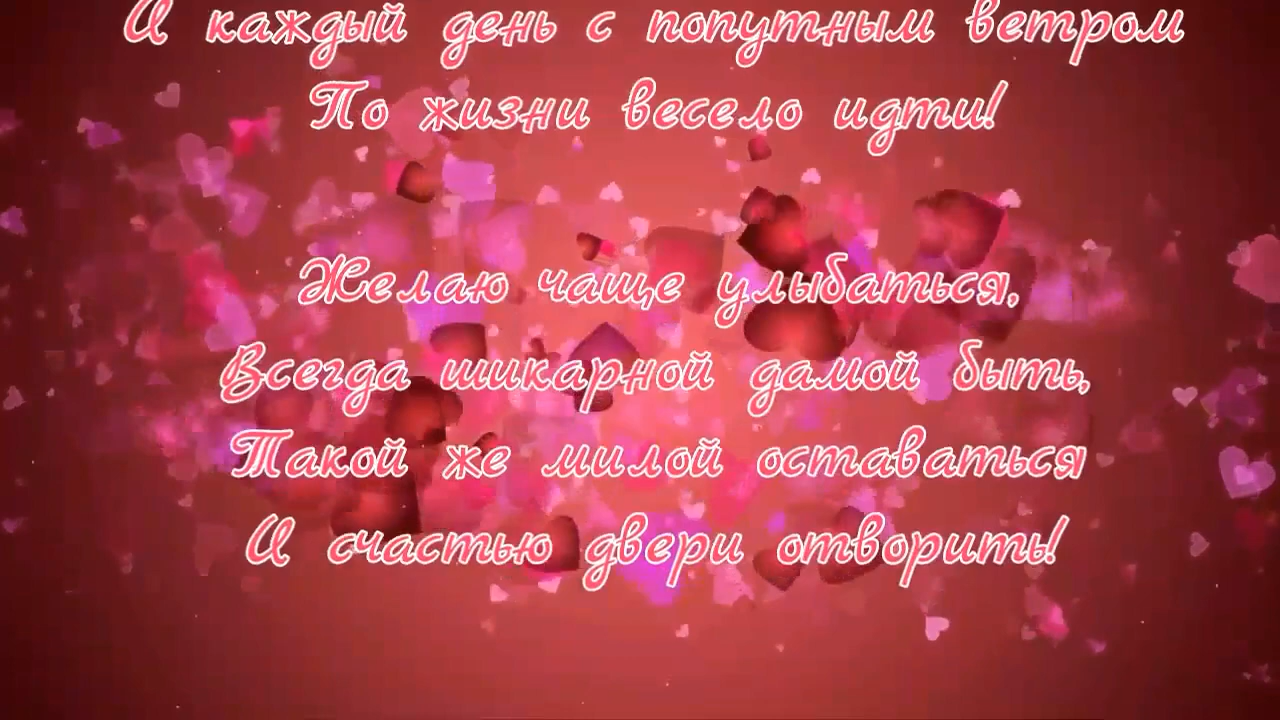 И каждый день с попутным ветром
По жизни весело идти!
Желаю чаще улыбаться,
Всегда шикарной дамой быть,
Такой же милой оставаться
И счастью двери отворить!